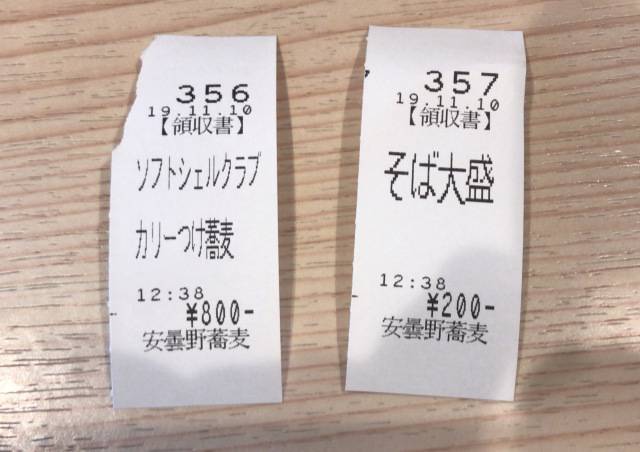 356
19.11.10
【領収書】
ソフトシェルクラブ
カリーつけ蕎麦
12:38
¥800-
安曇野蕎麦
357
19.11.10
【領収書】
そば大盛
12:38
¥200-
安曇野蕎麦